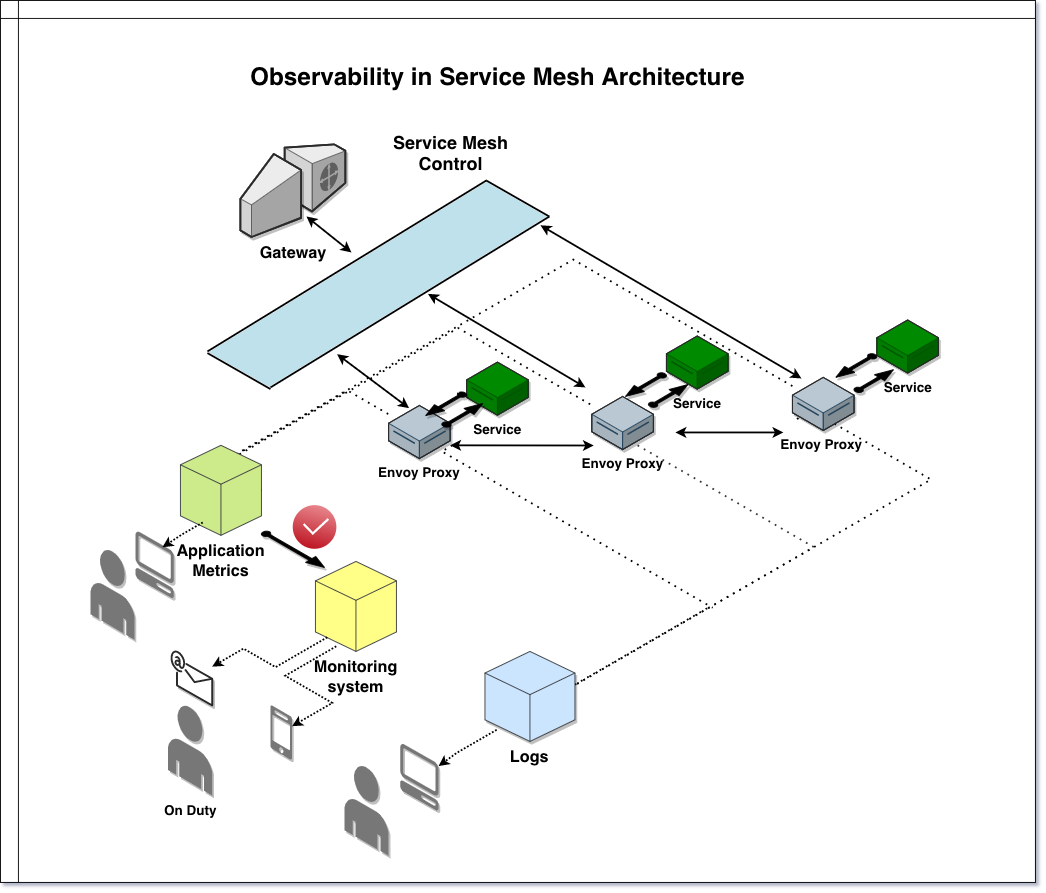 Observability in Service Mesh Architecture
Service Mesh
Control
Gateway
Service
Envoy Proxy
Service
Envoy Proxy
Service
Envoy Proxy
Application
Metrics
Monitoring
system
@
On Duty
Logs